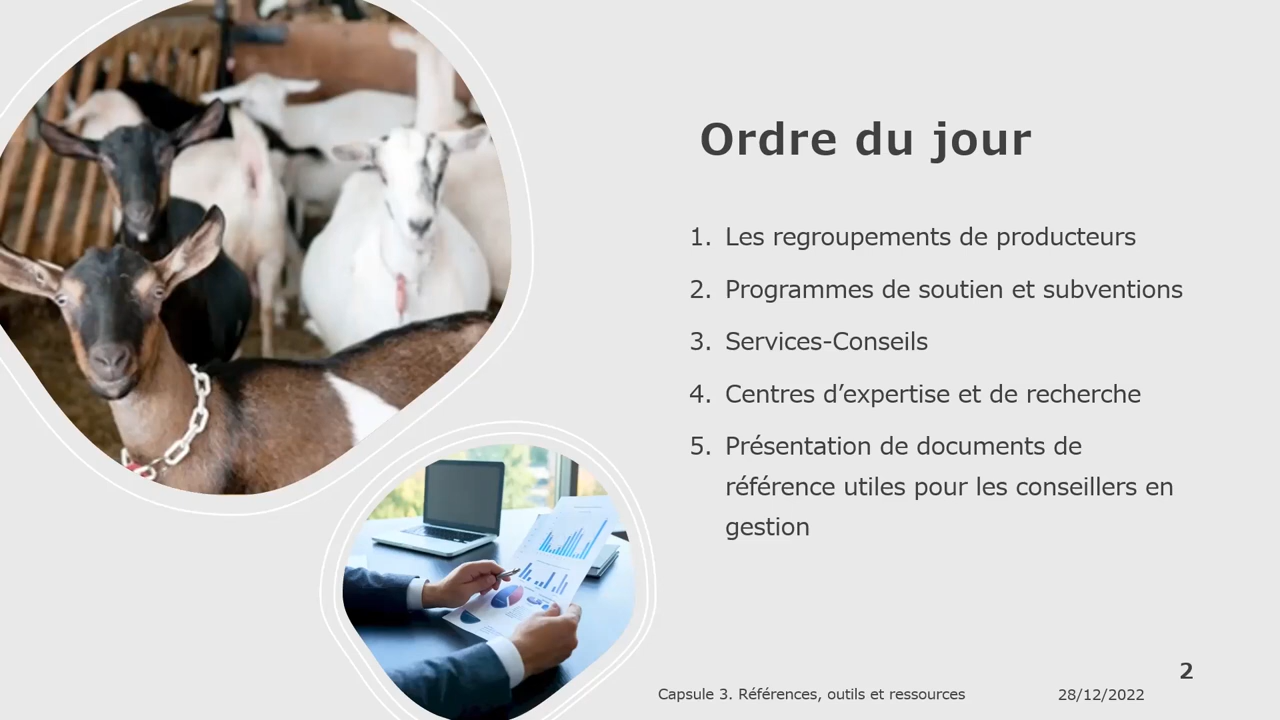 Ordre du jour
1. Les regroupements de producteurs
2. Programmes de soutien et subventions
3. Services-Conseils
4. Centres d’expertise et de recherche
5. Présentation de documents de
référence utiles pour les conseillers en
gestion
2
Capsule 3. Références, outils et ressources
28/12/2022